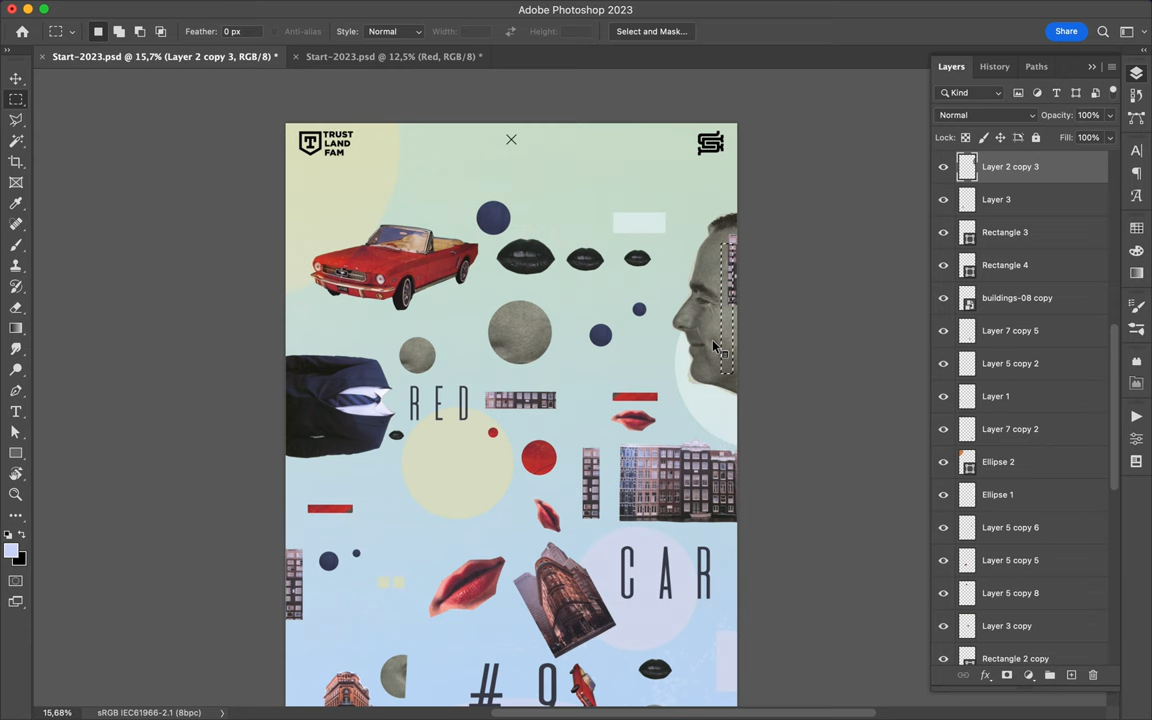 Adobe Photoshop 2023
Feather: 0 px
Anti-alias
Style: Normal
Width:
Height:
Select and Mask...
Share
Start-2023.psd @ 15,7% (Layer 2 copy 3, RGB/8) *
Start-2023.psd @ 12,5% (Red, RGB/8) *
Layers
History
Paths
Kind
Normal
Opacity: 100%
Lock:
Fill: 100%
Layer 2 copy 3
Layer 3
Rectangle 3
Rectangle 4
buildings-08 copy
Layer 7 copy 5
Layer 5 copy 2
Layer 1
Layer 7 copy 2
Ellipse 2
Ellipse 1
Layer 5 copy 6
Layer 5 copy 5
Layer 5 copy 8
Layer 3 copy
Rectangle 2 copy
TRUST
LAND
FAM
RED
CAR
#9
15,68%
sRGB IEC61966-2.1 (8bpc)